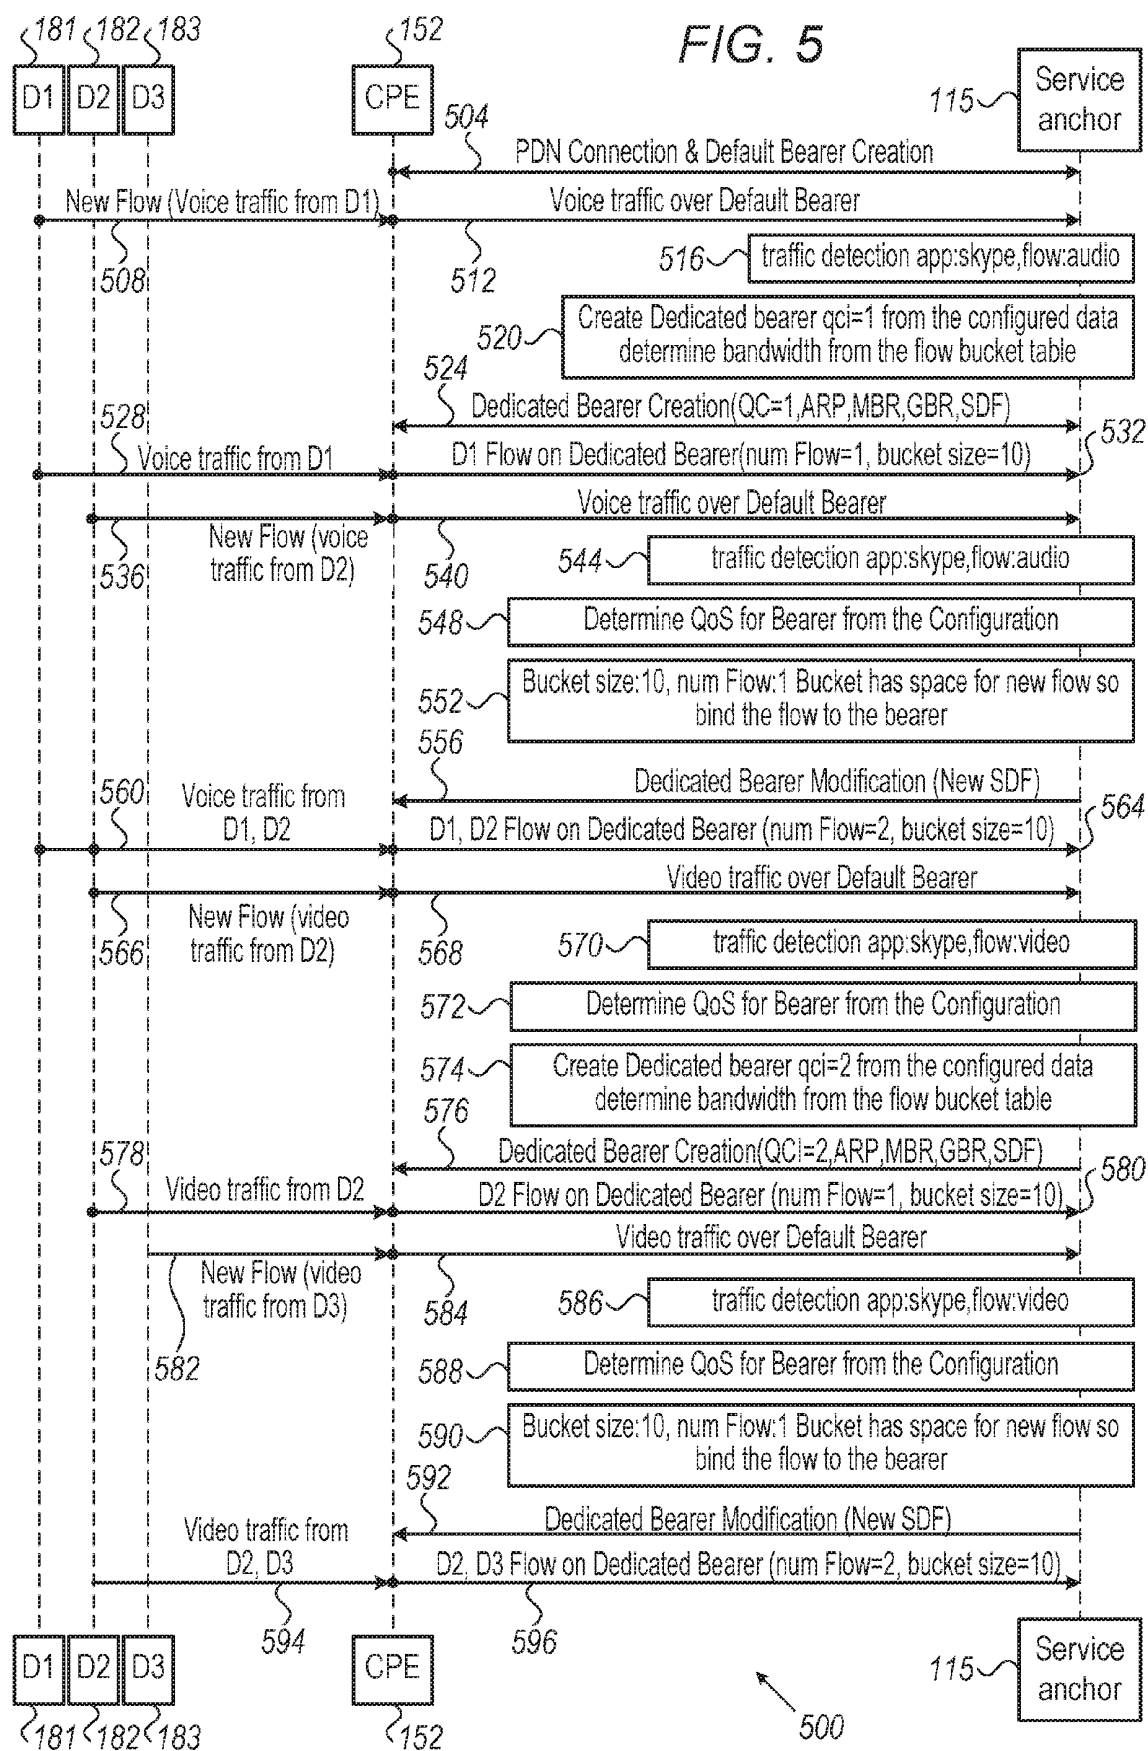 181 182 183 152
FIG. 5
D1 D2 D3 CPE
115
Service
anchor
504
PDN Connection & Default Bearer Creation
New Flow (Voice traffic from D1)
Voice traffic over Default Bearer
508
512
516
traffic detection app:skype,flow:audio
520
Create Dedicated bearer qci=1 from the configured data
determine bandwidth from the flow bucket table
524
Dedicated Bearer Creation(QC=1,ARP,MBR,GBR,SDF)
528
532
Voice traffic from D1
D1 Flow on Dedicated Bearer(num Flow=1, bucket size=10)
Voice traffic over Default Bearer
New Flow (voice
traffic from D2)
536
540
544
traffic detection app:skype,flow:audio
548
Determine QoS for Bearer from the Configuration
552
Bucket size:10, num Flow:1 Bucket has space for new flow so
bind the flow to the bearer
556
Dedicated Bearer Modification (New SDF)
560
Voice traffic from
D1, D2
564
D1, D2 Flow on Dedicated Bearer (num Flow=2, bucket size=10)
Video traffic over Default Bearer
New Flow (video
traffic from D2)
566
568
570
traffic detection app:skype,flow:video
572
Determine QoS for Bearer from the Configuration
574
Create Dedicated bearer qci=2 from the configured data
determine bandwidth from the flow bucket table
576
Dedicated Bearer Creation(QCI=2,ARP,MBR,GBR,SDF)
578
580
Video traffic from D2
D2 Flow on Dedicated Bearer (num Flow=1, bucket size=10)
Video traffic over Default Bearer
New Flow (video
traffic from D3)
582
584
586
traffic detection app:skype,flow:video
588
Determine QoS for Bearer from the Configuration
590
Bucket size:10, num Flow:1 Bucket has space for new flow so
bind the flow to the bearer
592
Dedicated Bearer Modification (New SDF)
Video traffic from
D2, D3
D2, D3 Flow on Dedicated Bearer (num Flow=2, bucket size=10)
594
596
D1 D2 D3 CPE
115
Service
anchor
181 182 183 152
500